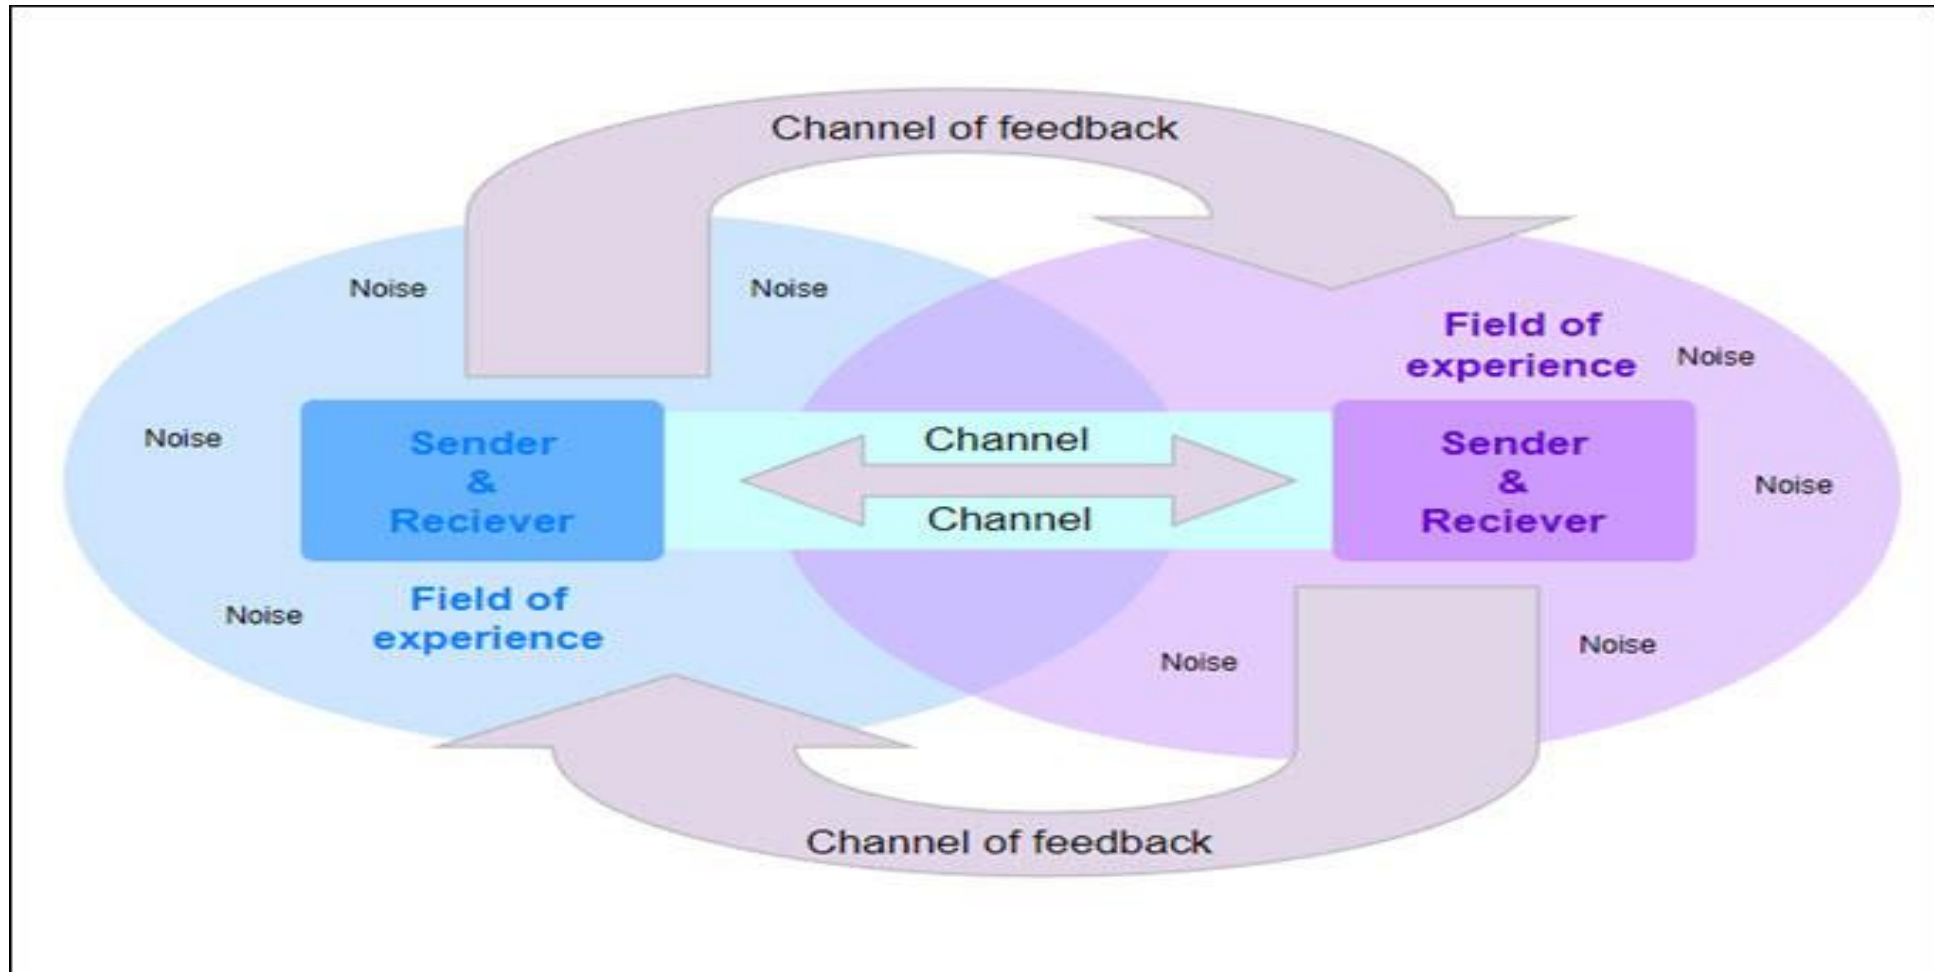 Channel of feedback
Noise
Noise
Field of
experience
Noise
Noise
Sender
&
Reciever
Channel
Channel
Sender
&
Reciever
Noise
Noise
Field of
experience
Noise
Noise
Channel of feedback